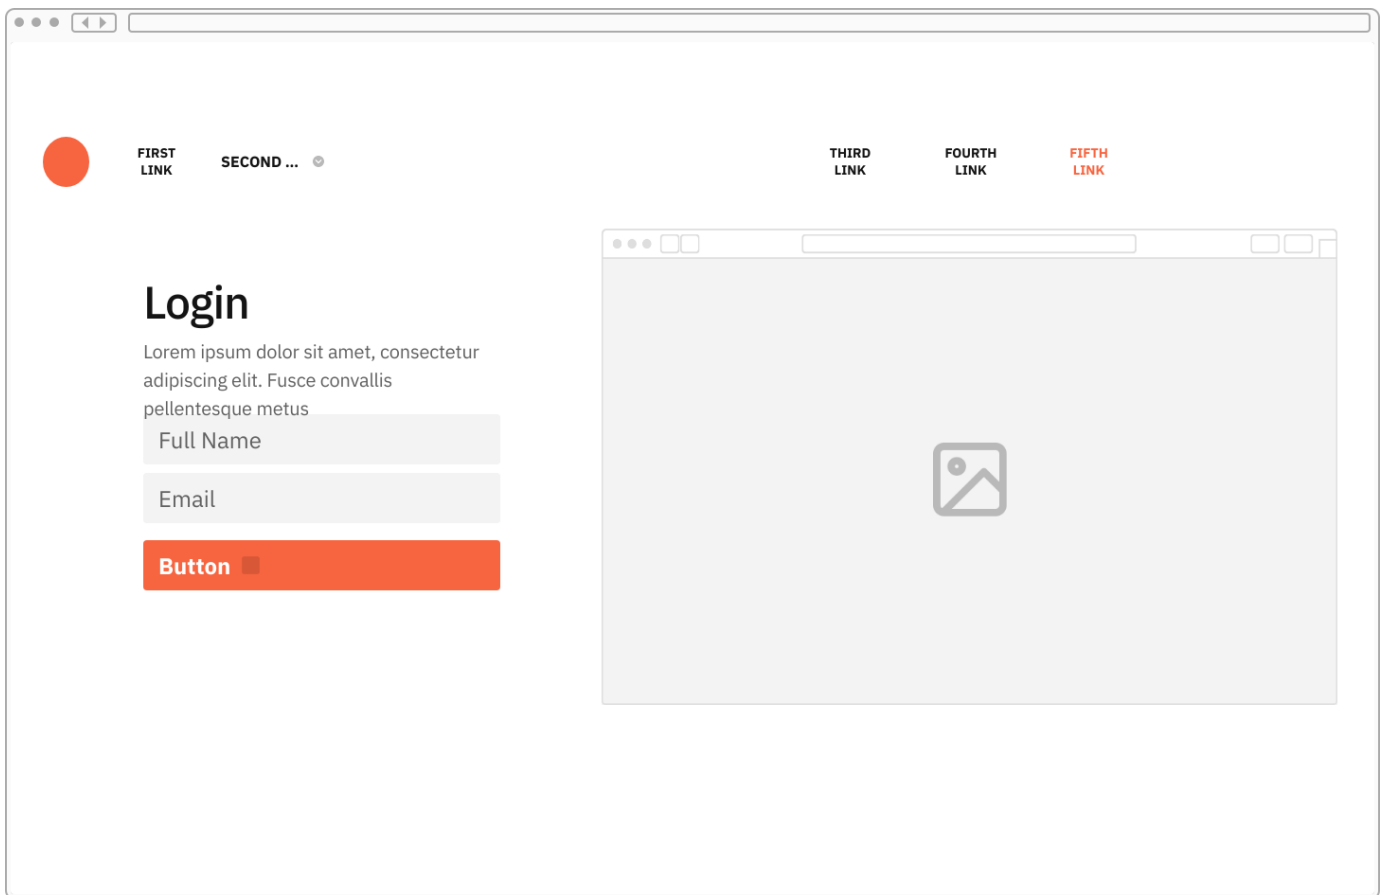 FIRST
LINK
SECOND ...
THIRD
LINK
FOURTH
LINK
FIFTH
LINK
Login
Lorem ipsum dolor sit amet, consectetur
adipiscing elit. Fusce convallis
pellentesque metus
Full Name
Email
Button